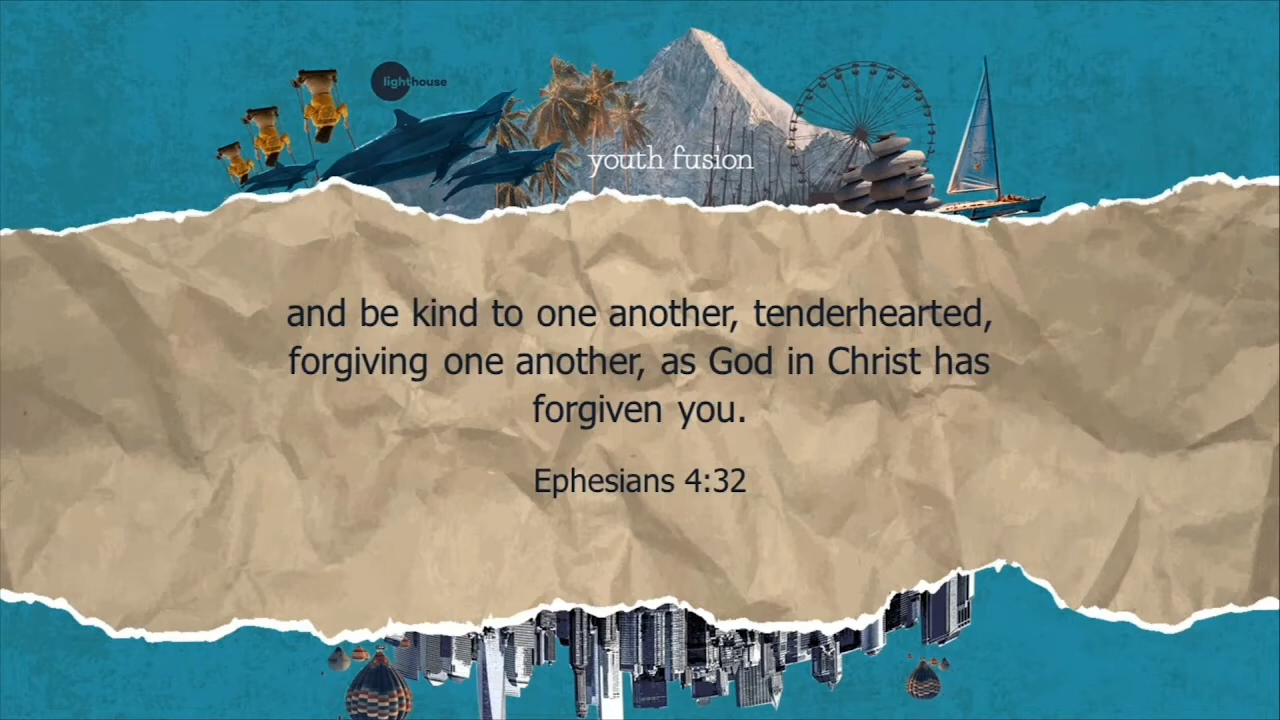 lighthouse
youth fusion
and be kind to one another, tenderhearted,
forgiving one another, as God in Christ has
forgiven you.
Ephesians 4:32